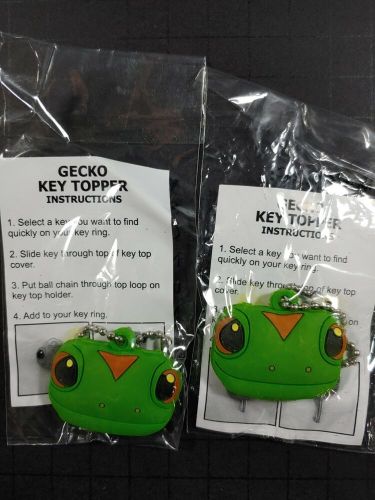 GECKO
KEY TOPPER
INSTRUCTIONS
1. Select a key you want to find
quickly on your key ring.
2. Slide key through top of key top
cover.
3. Put ball chain through top loop on
key top holder.
4. Add to your key ring.
GECKO
KEY TOPPER
INSTRUCTIONS
1. Select a key you want to find
quickly on your key ring.
2. Slide key through top of key top
cover.